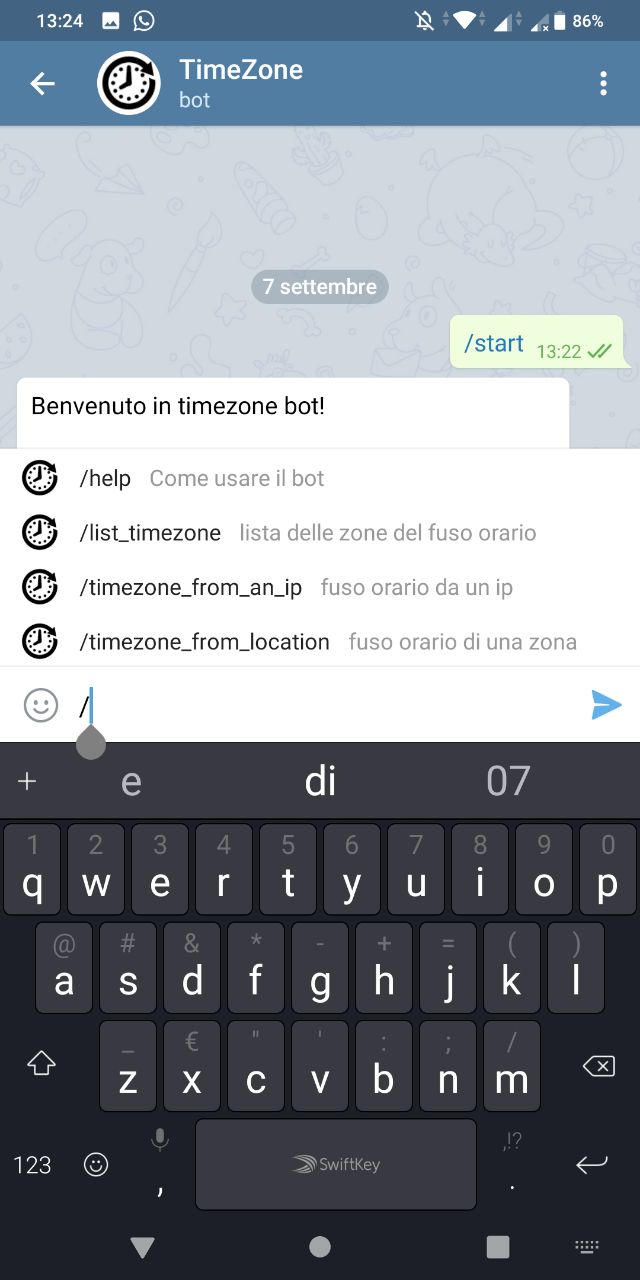 13:24 86%
TimeZone
bot
7 settembre
/start 13:22
Benvenuto in timezone bot!
/help Come usare il bot
/list_timezone lista delle zone del fuso orario
/timezone_from_an_ip fuso orario da un ip
/timezone_from_location fuso orario di una zona
/
+ e di 07
1 2 3 4 5 6 7 8 9 0
q w e r t y u i o p
@ # & * - + = ( )
a s d f g h j k l
_ € " ' : ; /
z x c v b n m
123 , SwiftKey ,!? .